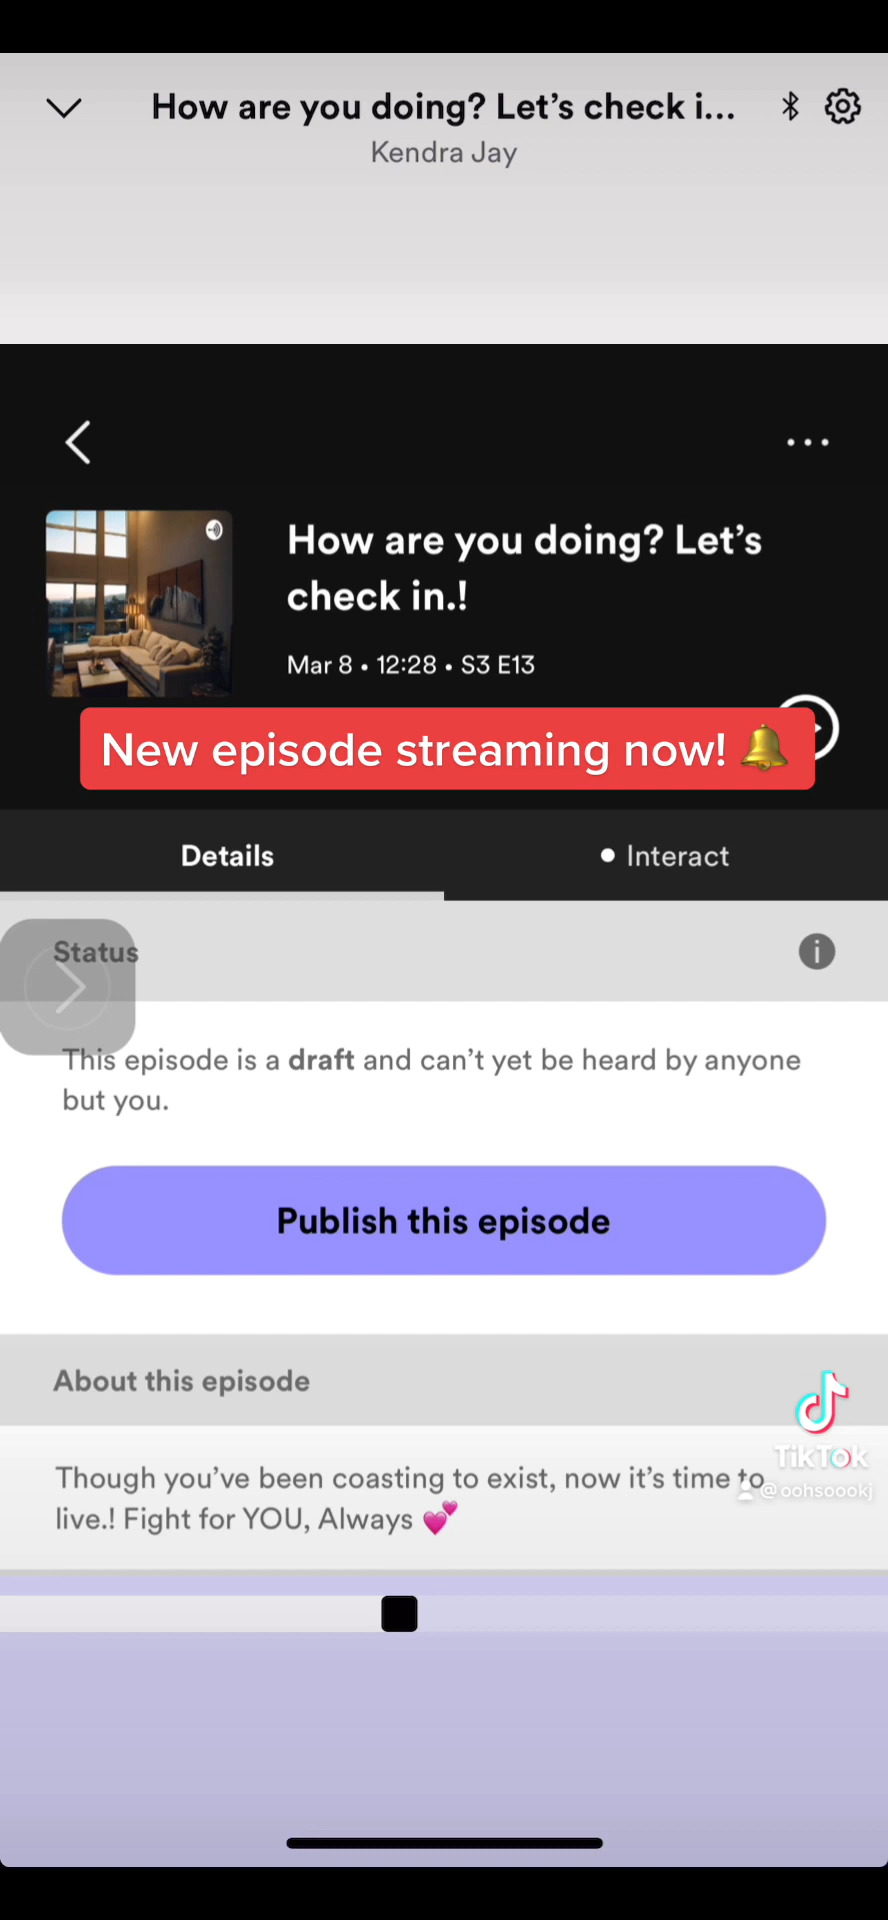 How are you doing? Let’s check i...
Kendra Jay
How are you doing? Let’s
check in.!
Mar 8 • 12:28 • S3 E13
New episode streaming now! 🔔
Details
Interact
Status
This episode is a draft and can’t yet be heard by anyone
but you.
Publish this episode
About this episode
Though you’ve been coasting to exist, now it’s time to
live.! Fight for YOU, Always 💕
TikTok
@oohsoookj